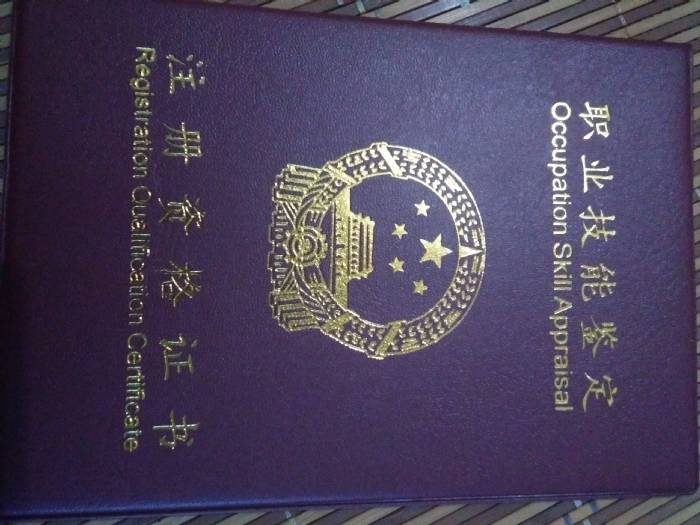 职业技能鉴定
Occupation Skill Appraisal
注册资格证书
Registration Qualification Certificate